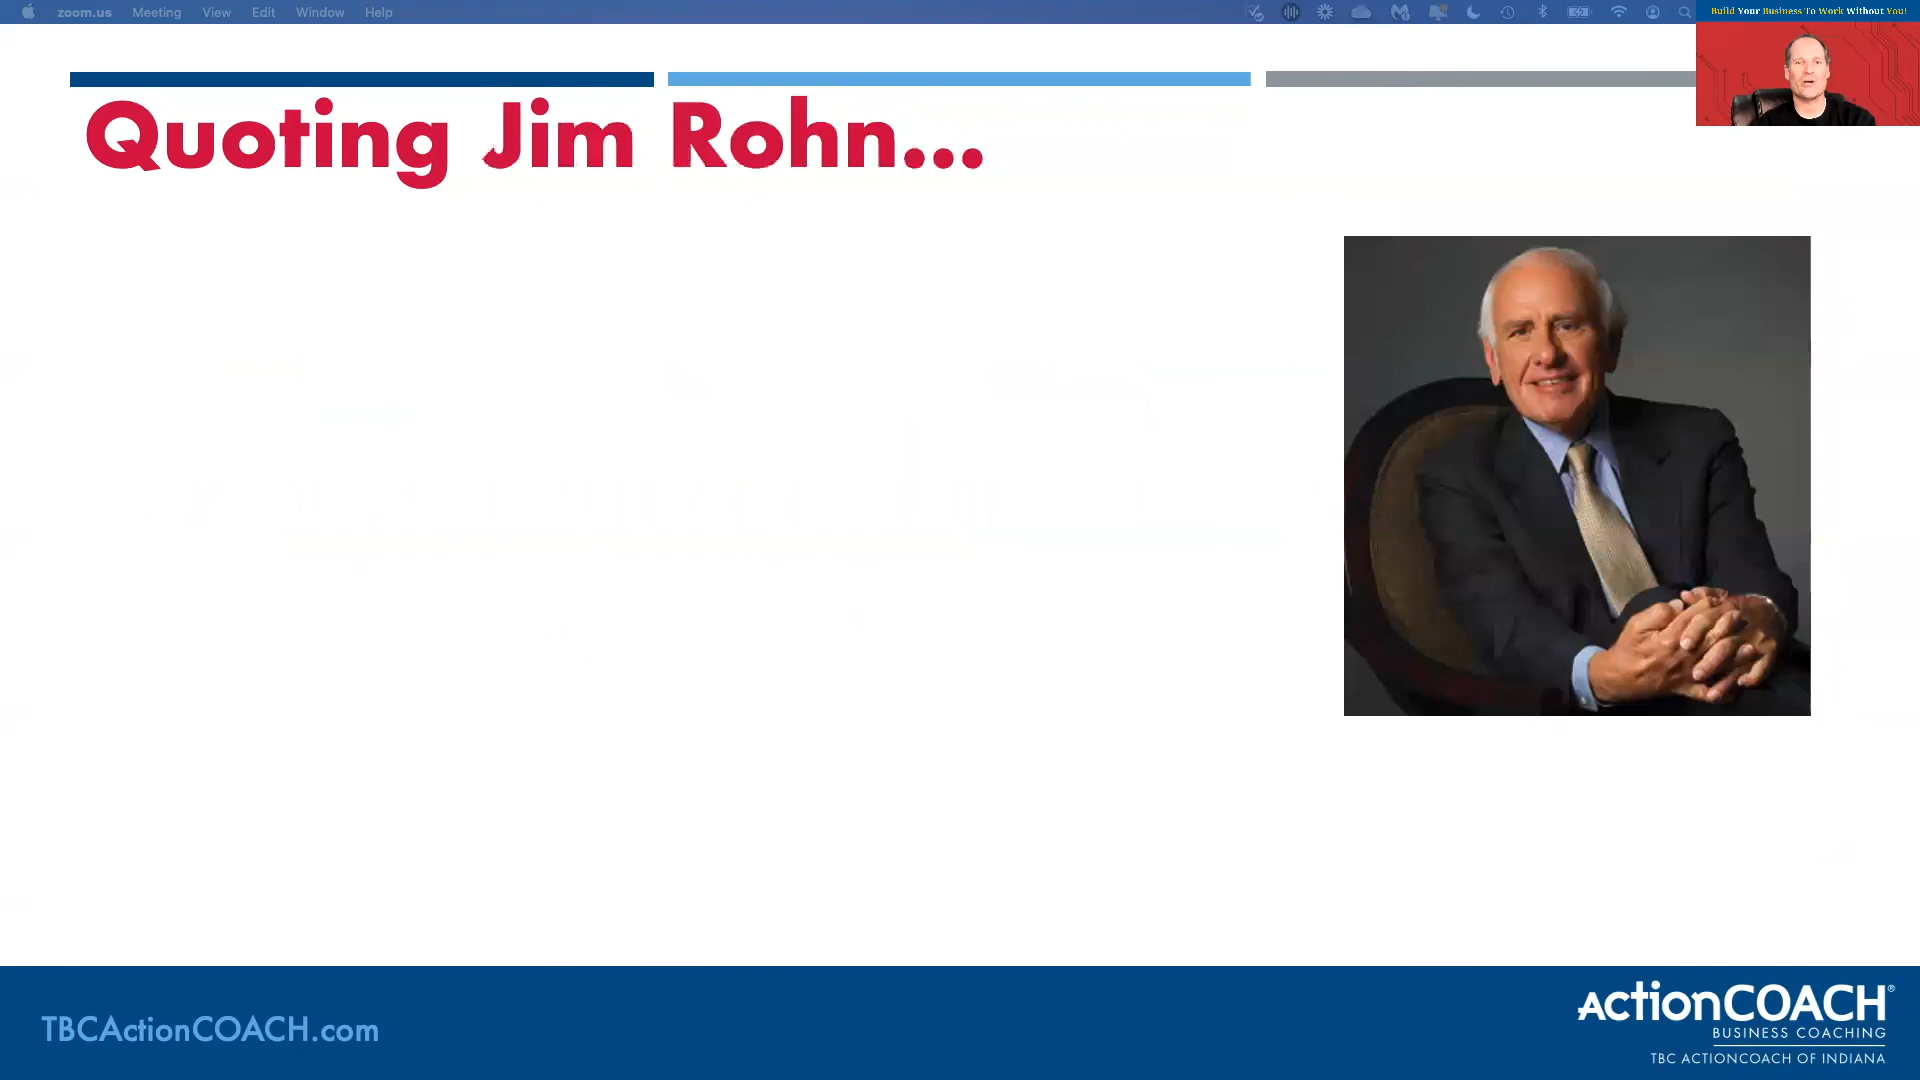 zoom.us Meeting View Edit Window Help
Build Your Business To Work Without You!
Quoting Jim Rohn...
TBCActionCOACH.com
actionCOACH®
BUSINESS COACHING
TBC ACTIONCOACH OF INDIANA